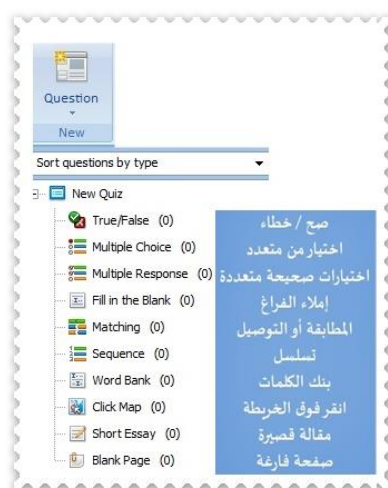 Question
New
Sort questions by type
New Quiz
True/False (0) صح / خطاء
Multiple Choice (0) اختيار من متعدد
Multiple Response (0) اختيارات صحيحة متعددة
Fill in the Blank (0) إملاء الفراغ
Matching (0) المطابقة أو التوصيل
Sequence (0) تسلسل
Word Bank (0) بنك الكلمات
Click Map (0) انقر فوق الخريطة
Short Essay (0) مقالة قصيرة
Blank Page (0) صفحة فارغة